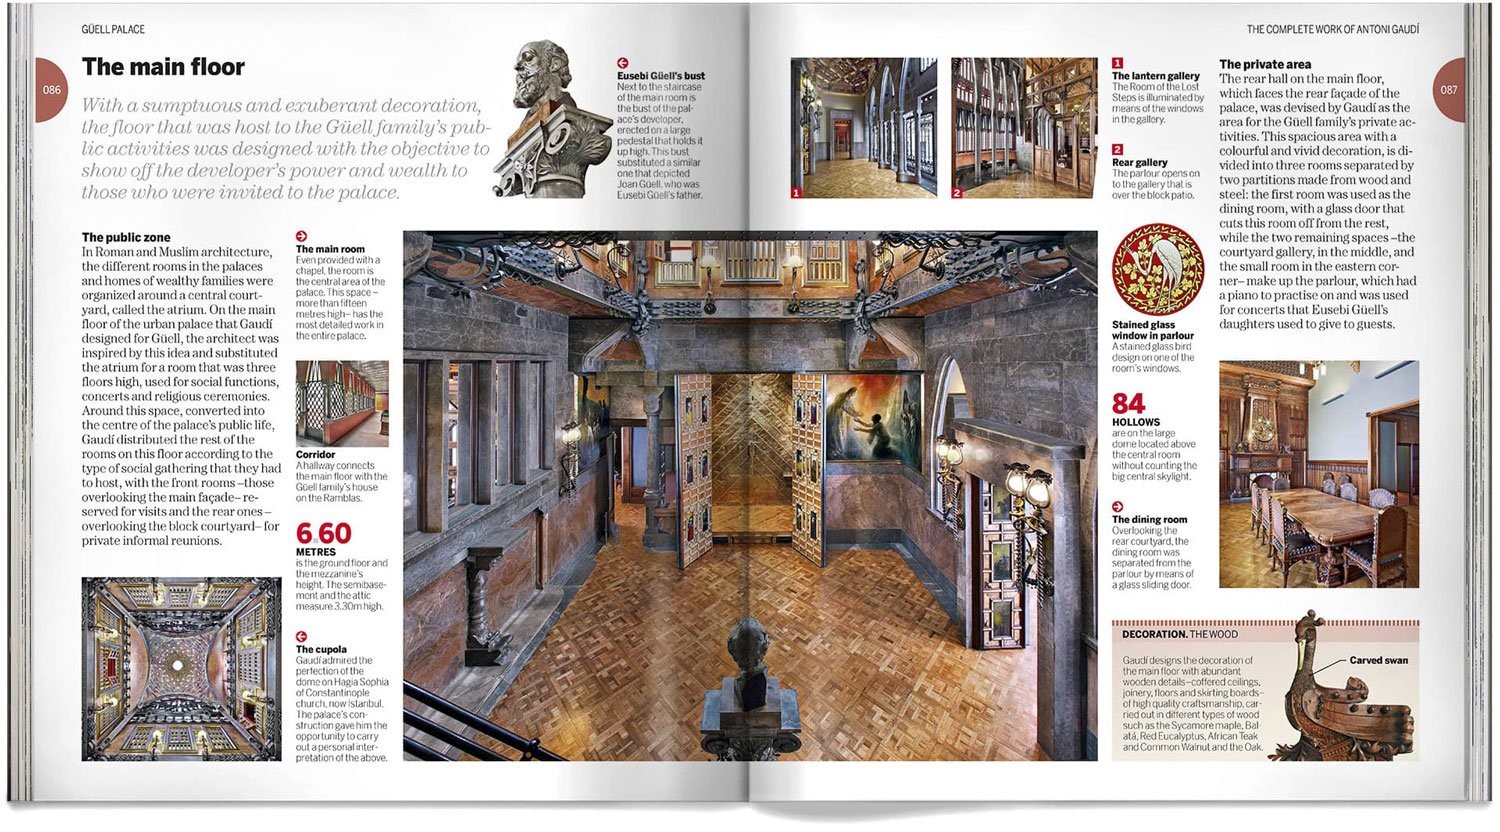 GÜELL PALACE
086
The main floor
With a sumptuous and exuberant decoration,
the floor that was host to the Güell family's pub-
lic activities was designed with the objective to
show off the developer's power and wealth to
those who were invited to the palace.
Eusebi Güell's bust
Next to the staircase
of the main room is
the bust of the pal-
ace's developer,
erected on a large
pedestal that holds it
up high. This bust
substituted a similar
one that depicted
Joan Güell, who was
Eusebi Güell's father.
The public zone
In Roman and Muslim architecture,
the different rooms in the palaces
and homes of wealthy families were
organized around a central court-
yard, called the atrium. On the main
floor of the urban palace that Gaudí
designed for Güell, the architect was
inspired by this idea and substituted
the atrium for a room that was three
floors high, used for social functions,
concerts and religious ceremonies.
Around this space, converted into
the centre of the palace's public life,
Gaudí distributed the rest of the
rooms on this floor according to the
type of social gathering that they had
to host, with the front rooms –those
overlooking the main façade– re-
served for visits and the rear ones –
overlooking the block courtyard– for
private informal reunions.
The main room
Even provided with a
chapel, the room is
the central area of the
palace. This space –
more than fifteen
metres high– has the
most detailed work in
the entire palace.
Corridor
A hallway connects
the main floor with the
Güell family's house
on the Ramblas.
6.60
METRES
is the ground floor and
the mezzanine's
height. The semibase-
ment and the attic
measure 3.30m high.
The cupola
Gaudí admired the
perfection of the
dome on Hagia Sophia
of Constantinople
church, now Istanbul.
The palace's con-
struction gave him the
opportunity to carry
out a personal inter-
pretation of the above.
THE COMPLETE WORK OF ANTONI GAUDÍ
087
1
2
1
The lantern gallery
The Room of the Lost
Steps is illuminated by
means of the windows
in the gallery.
2
Rear gallery
The parlour opens on
to the gallery that is
over the block patio.
Stained glass
window in parlour
A stained glass bird
design on one of the
room's windows.
84
HOLLOWS
are on the large
dome located above
the central room
without counting the
big central skylight.
The dining room
Overlooking the
rear courtyard, the
dining room was
separated from the
parlour by means of
a glass sliding door.
The private area
The rear hall on the main floor,
which faces the rear façade of the
palace, was devised by Gaudí as the
area for the Güell family's private ac-
tivities. This spacious area with a
colourful and vivid decoration, is di-
vided into three rooms separated by
two partitions made from wood and
steel: the first room was used as the
dining room, with a glass door that
cuts this room off from the rest,
while the two remaining spaces –the
courtyard gallery, in the middle, and
the small room in the eastern cor-
ner– make up the parlour, which had
a piano to practise on and was used
for concerts that Eusebi Güell's
daughters used to give to guests.
DECORATION. THE WOOD
Gaudí designs the decoration of
the main floor with abundant
wooden details –coffered ceilings,
joinery, floors and skirting boards–
of high quality craftsmanship, car-
ried out in different types of wood
such as the Sycamore maple, Bal-
atá, Red Eucalyptus, African Teak
and Common Walnut and the Oak.
Carved swan